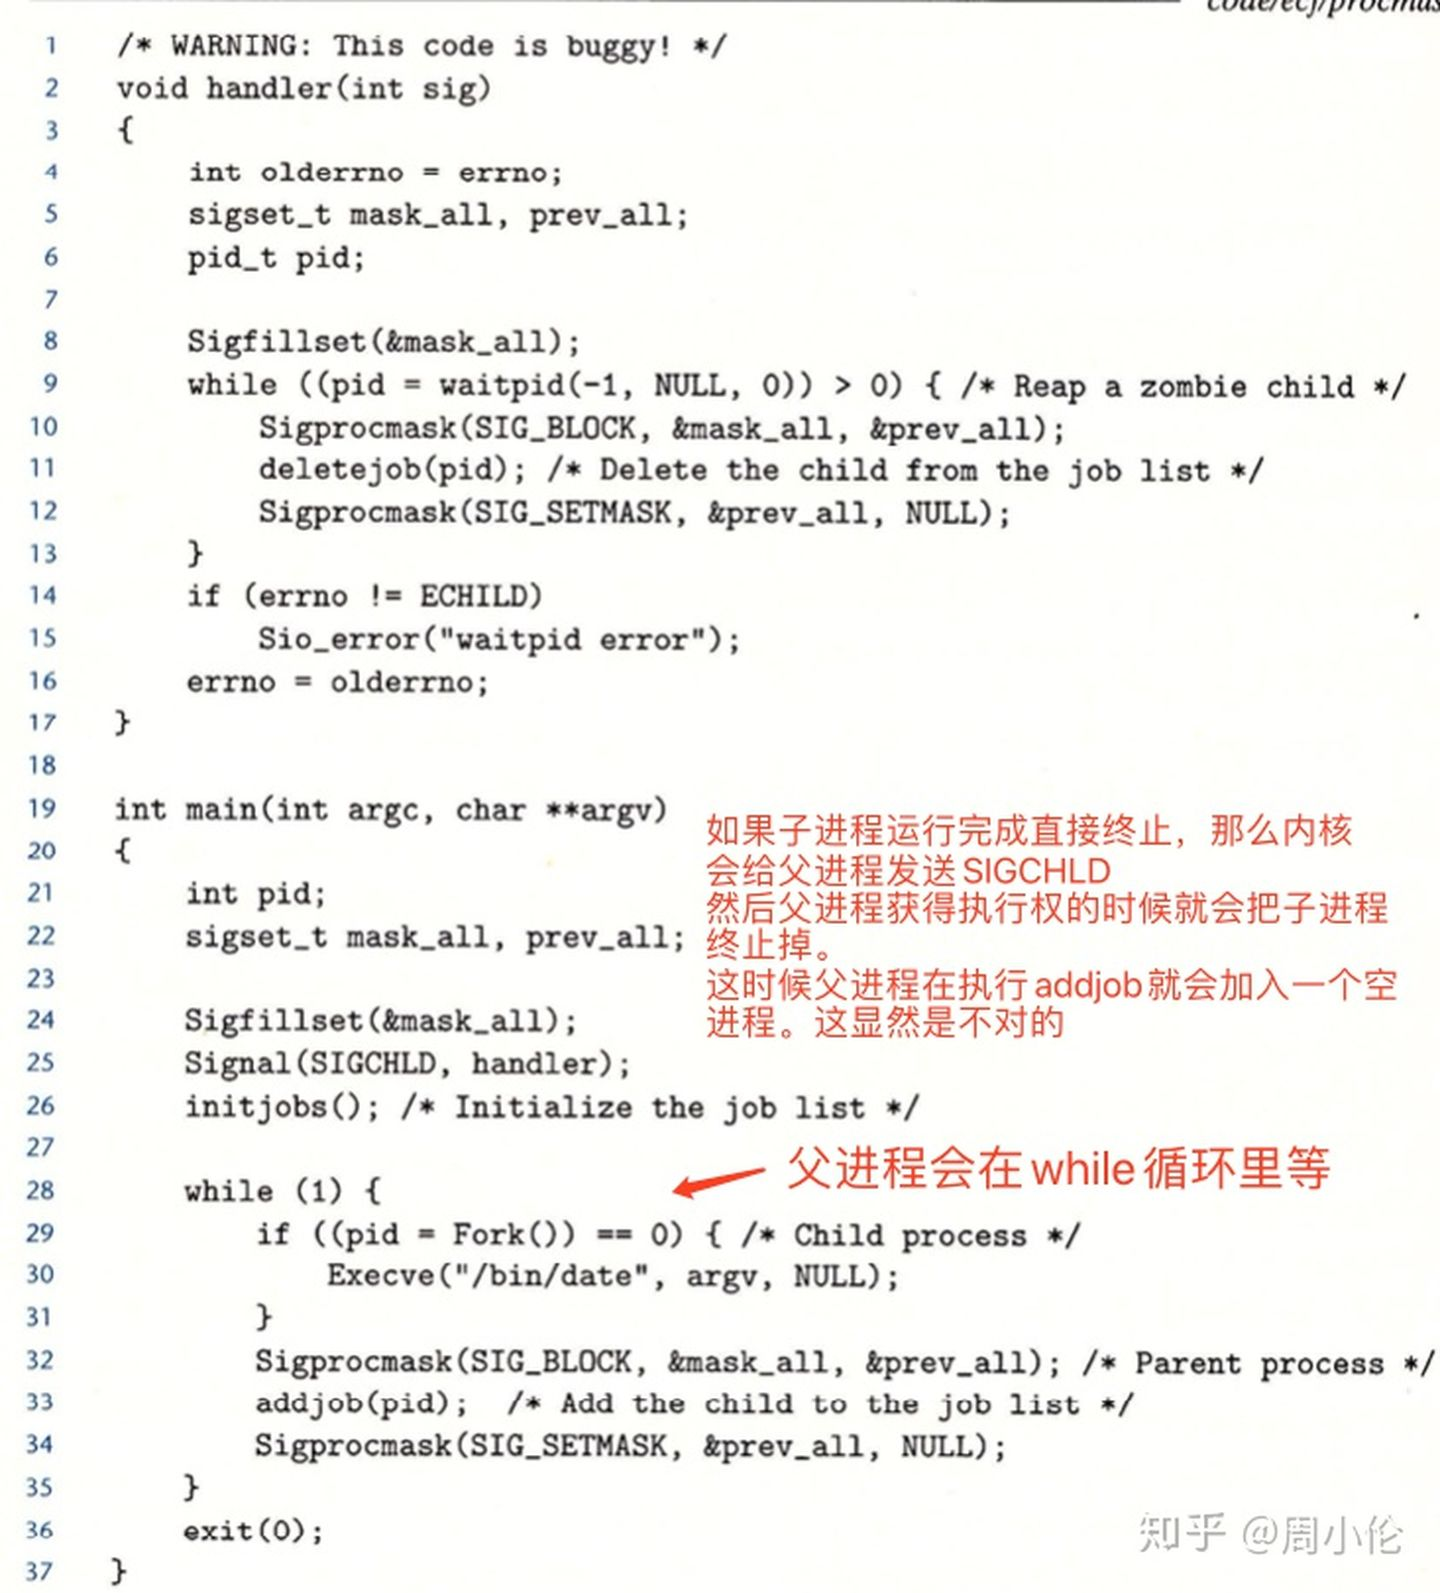 code/ecf/procmas
1 /* WARNING: This code is buggy! */
2 void handler(int sig)
3 {
4 int olderrno = errno;
5 sigset_t mask_all, prev_all;
6 pid_t pid;
7
8 Sigfillset(&mask_all);
9 while ((pid = waitpid(-1, NULL, 0)) > 0) { /* Reap a zombie child */
10 Sigprocmask(SIG_BLOCK, &mask_all, &prev_all);
11 deletejob(pid); /* Delete the child from the job list */
12 Sigprocmask(SIG_SETMASK, &prev_all, NULL);
13 }
14 if (errno != ECHILD)
15 Sio_error("waitpid error");
16 errno = olderrno;
17 }
18
19 int main(int argc, char **argv)
20 {
21 int pid;
22 sigset_t mask_all, prev_all;
23
24 Sigfillset(&mask_all);
25 Signal(SIGCHLD, handler);
26 initjobs(); /* Initialize the job list */
27
28 while (1) {
29 if ((pid = Fork()) == 0) { /* Child process */
30 Execve("/bin/date", argv, NULL);
31 }
32 Sigprocmask(SIG_BLOCK, &mask_all, &prev_all); /* Parent process */
33 addjob(pid); /* Add the child to the job list */
34 Sigprocmask(SIG_SETMASK, &prev_all, NULL);
35 }
36 exit(0);
37 }
如果子进程运行完成直接终止，那么内核
会给父进程发送SIGCHLD
然后父进程获得执行权的时候就会把子进程
终止掉。
这时候父进程在执行addjob就会加入一个空
进程。这显然是不对的
父进程会在while循环里等
知乎 @周小伦